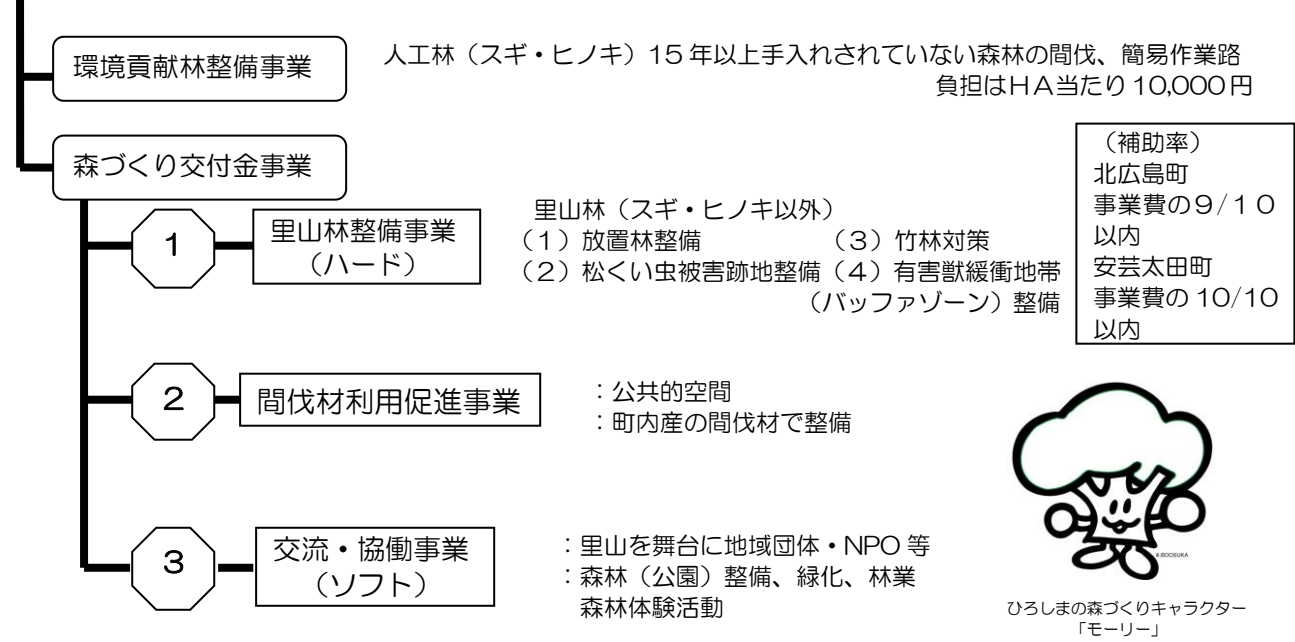 環境貢献林整備事業
人工林（スギ・ヒノキ）15年以上手入れされていない森林の間伐、簡易作業路
負担はHA当たり10,000円
森づくり交付金事業
（補助率）
北広島町
事業費の9/10
以内
安芸太田町
事業費の10/10
以内
1
里山林整備事業
（ハード）
里山林（スギ・ヒノキ以外）
（1）放置林整備 （3）竹林対策
（2）松くい虫被害跡地整備（4）有害獣緩衝地帯
（バッファゾーン）整備
2
間伐材利用促進事業
：公共的空間
：町内産の間伐材で整備
3
交流・協働事業
（ソフト）
：里山を舞台に地域団体・NPO等
：森林（公園）整備、緑化、林業
森林体験活動
ひろしまの森づくりキャラクター
「モーリー」